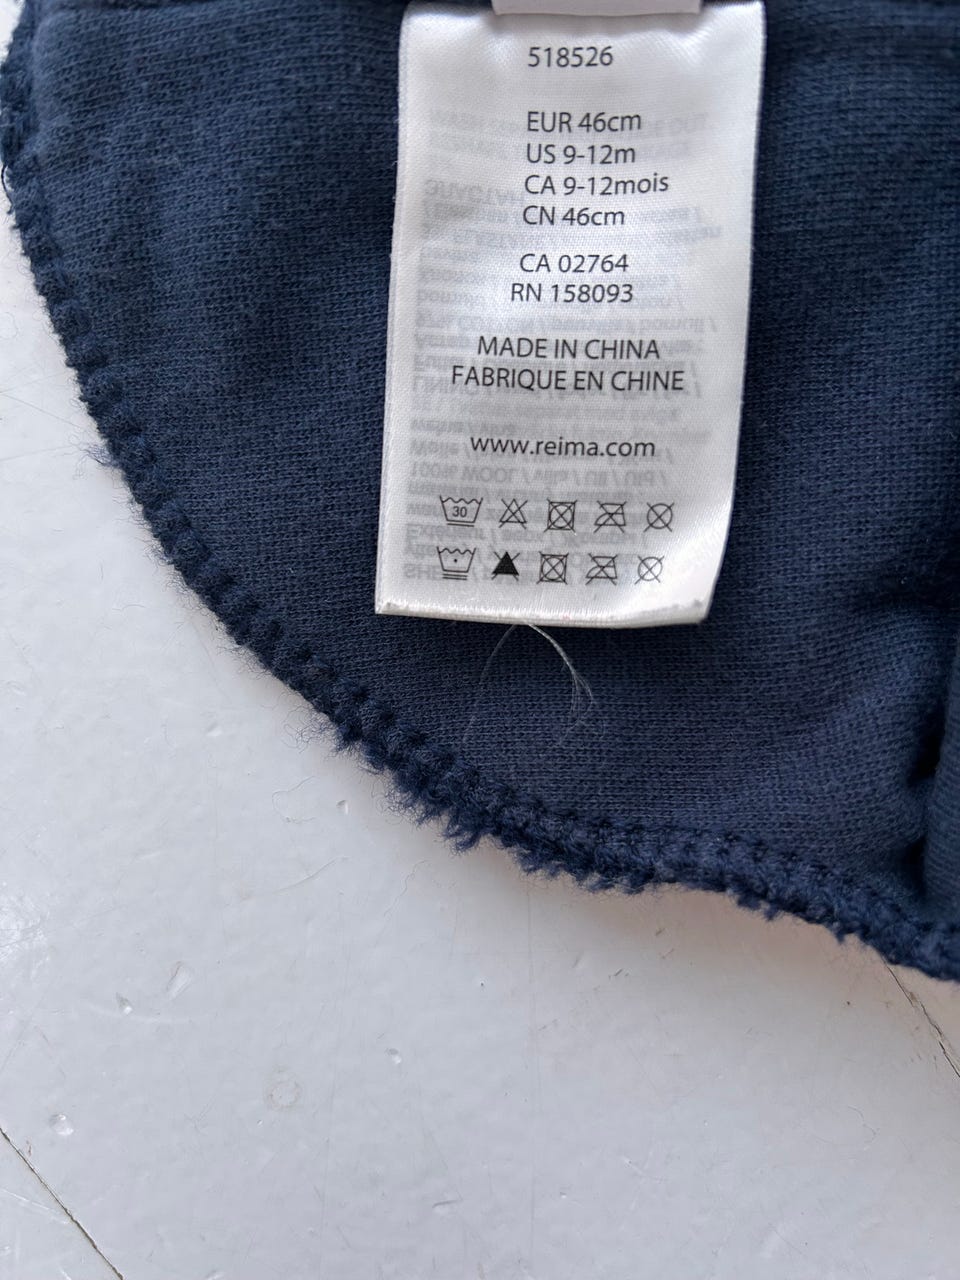 518526
EUR 46cm
US 9-12m
CA 9-12mois
CN 46cm
CA 02764
RN 158093
MADE IN CHINA
FABRIQUE EN CHINE
www.reima.com
30